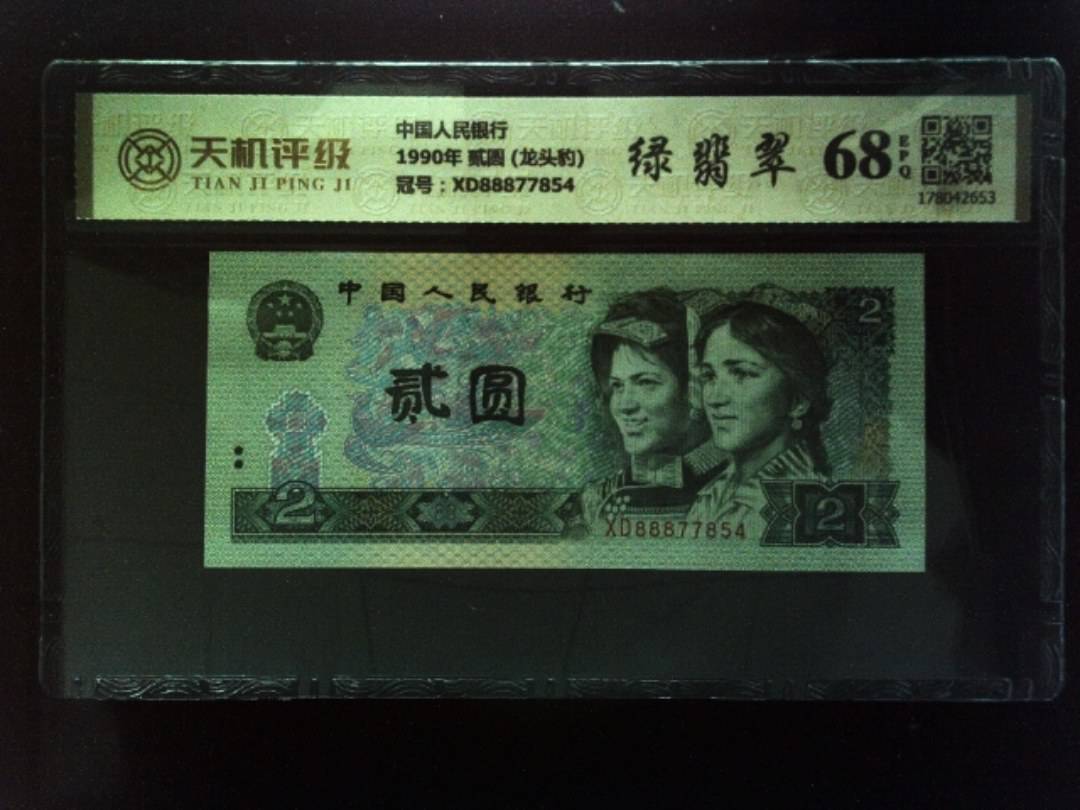 天机评级
TIAN JI PING JI
中国人民银行
1990年 贰圆 (龙头豹)
冠号：XD88877854
绿翡翠
68
EPQ
178042653
中国人民银行
2
贰圆
2
XD88877854
2